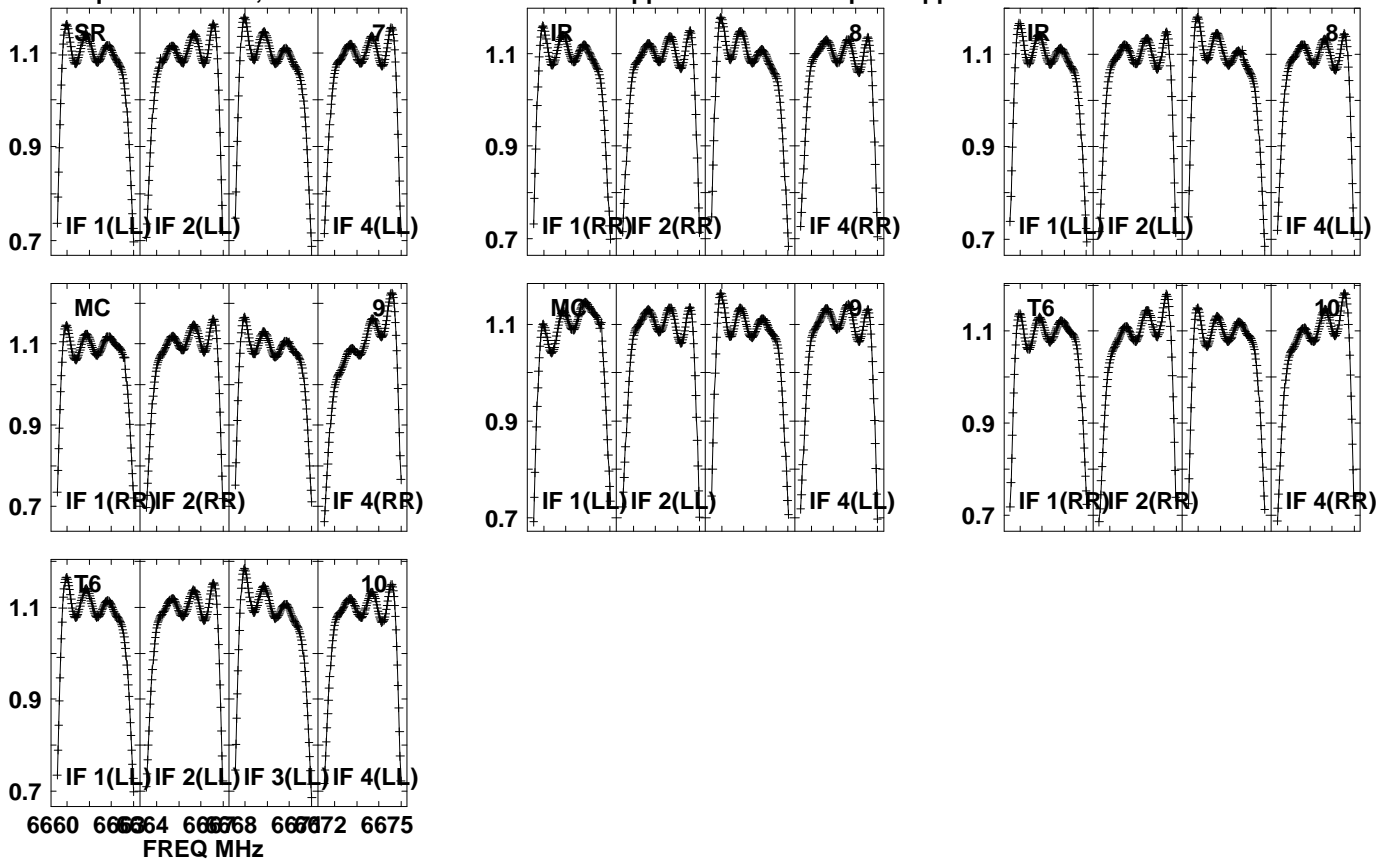 SR 7
1.1
0.9
0.7
IF 1(LL) IF 2(LL) IF 4(LL)
IR 8
1.1
0.9
0.7
IF 1(RR) IF 2(RR) IF 4(RR)
IR 8
1.1
0.9
0.7
IF 1(LL) IF 2(LL) IF 4(LL)
MC 9
1.1
0.9
0.7
IF 1(RR) IF 2(RR) IF 4(RR)
MC 9
1.1
0.9
0.7
IF 1(LL) IF 2(LL) IF 4(LL)
T6 10
1.1
0.9
0.7
IF 1(RR) IF 2(RR) IF 4(RR)
T6 10
1.1
0.9
0.7
IF 1(LL) IF 2(LL) IF 3(LL) IF 4(LL)
6660 6663 6664 6667 6668 6671 6672 6675
FREQ MHz